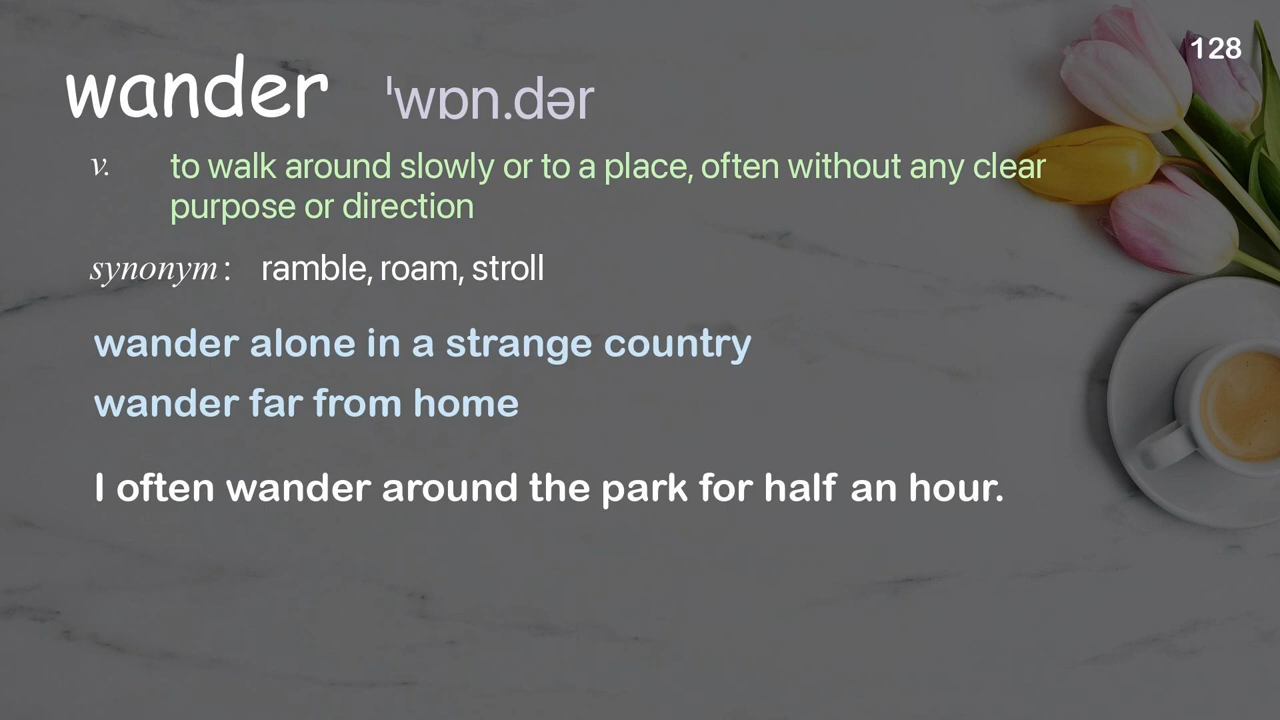 128
wander ˈwɒn.dər
v. to walk around slowly or to a place, often without any clear
purpose or direction
synonym: ramble, roam, stroll
wander alone in a strange country
wander far from home
I often wander around the park for half an hour.